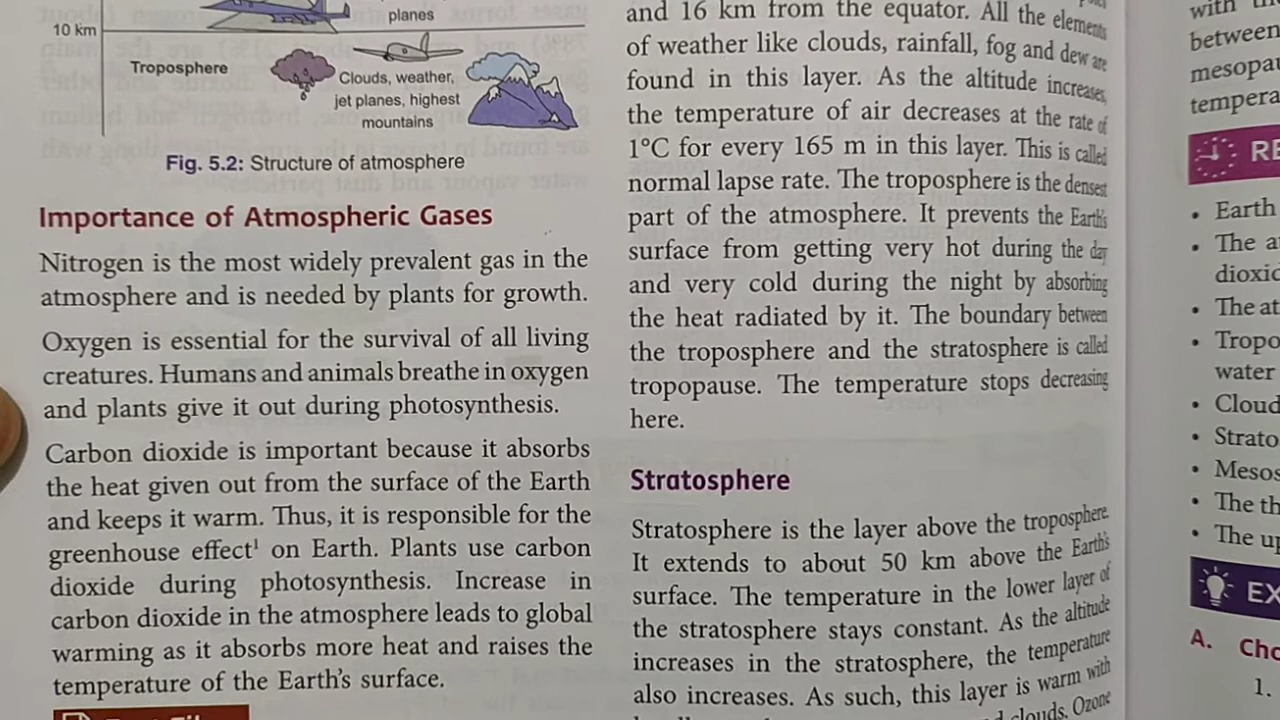 planes
10 km
Troposphere
Clouds, weather,
jet planes, highest
mountains
Fig. 5.2: Structure of atmosphere
Importance of Atmospheric Gases
Nitrogen is the most widely prevalent gas in the
atmosphere and is needed by plants for growth.
Oxygen is essential for the survival of all living
creatures. Humans and animals breathe in oxygen
and plants give it out during photosynthesis.
Carbon dioxide is important because it absorbs
the heat given out from the surface of the Earth
and keeps it warm. Thus, it is responsible for the
greenhouse effect¹ on Earth. Plants use carbon
dioxide during photosynthesis. Increase in
carbon dioxide in the atmosphere leads to global
warming as it absorbs more heat and raises the
temperature of the Earth's surface.
and 16 km from the equator. All the elements
of weather like clouds, rainfall, fog and dew are
found in this layer. As the altitude increases,
the temperature of air decreases at the rate of
1°C for every 165 m in this layer. This is called
normal lapse rate. The troposphere is the densest
part of the atmosphere. It prevents the Earth's
surface from getting very hot during the day
and very cold during the night by absorbing
the heat radiated by it. The boundary between
the troposphere and the stratosphere is called
tropopause. The temperature stops decreasing
here.
Stratosphere
Stratosphere is the layer above the troposphere.
It extends to about 50 km above the Earth's
surface. The temperature in the lower layer of
the stratosphere stays constant. As the altitude
increases in the stratosphere, the temperature
also increases. As such, this layer is warm with
clouds. Ozone
with
between
• Earth
• The
• The
• Cloud
• The
• The
A.
1.